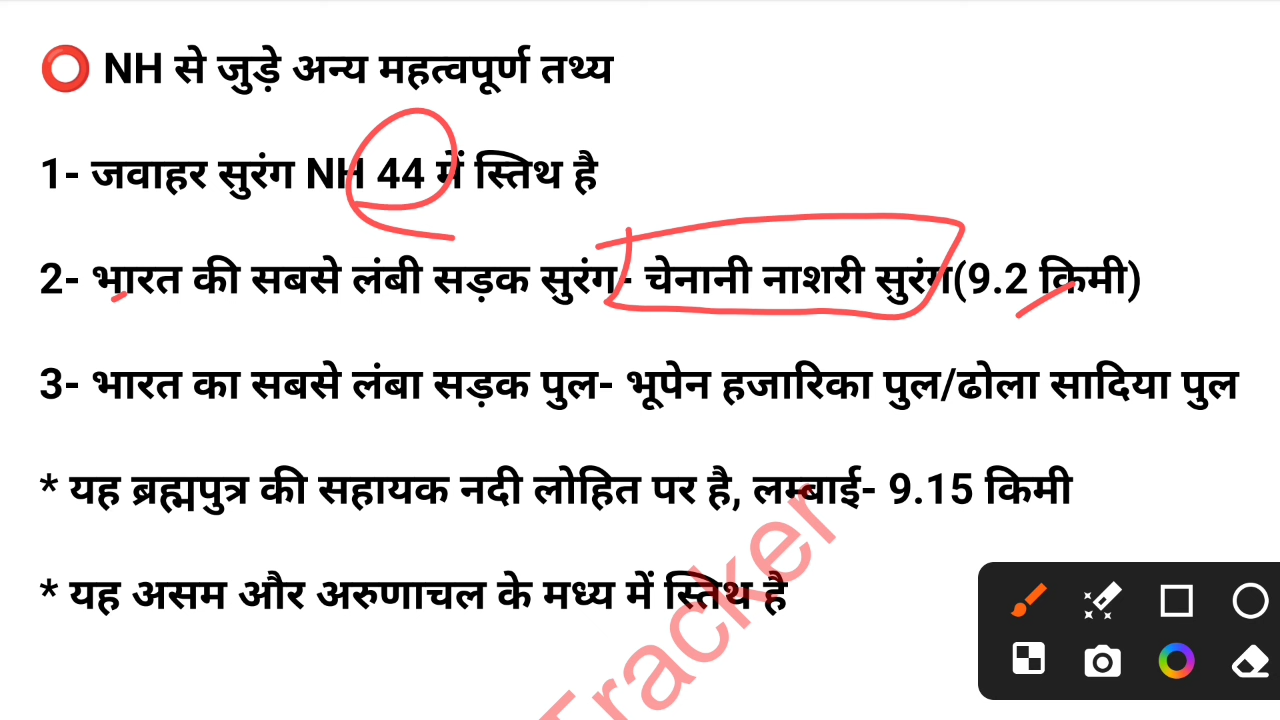 ⭕ NH से जुड़े अन्य महत्वपूर्ण तथ्य
1- जवाहर सुरंग NH 44 में स्तिथ है
2- भारत की सबसे लंबी सड़क सुरंग- चेनानी नाशरी सुरंग(9.2 किमी)
3- भारत का सबसे लंबा सड़क पुल- भूपेन हजारिका पुल/ढोला सादिया पुल
* यह ब्रह्मपुत्र की सहायक नदी लोहित पर है, लम्बाई- 9.15 किमी
* यह असम और अरुणाचल के मध्य में स्तिथ है
Tracker